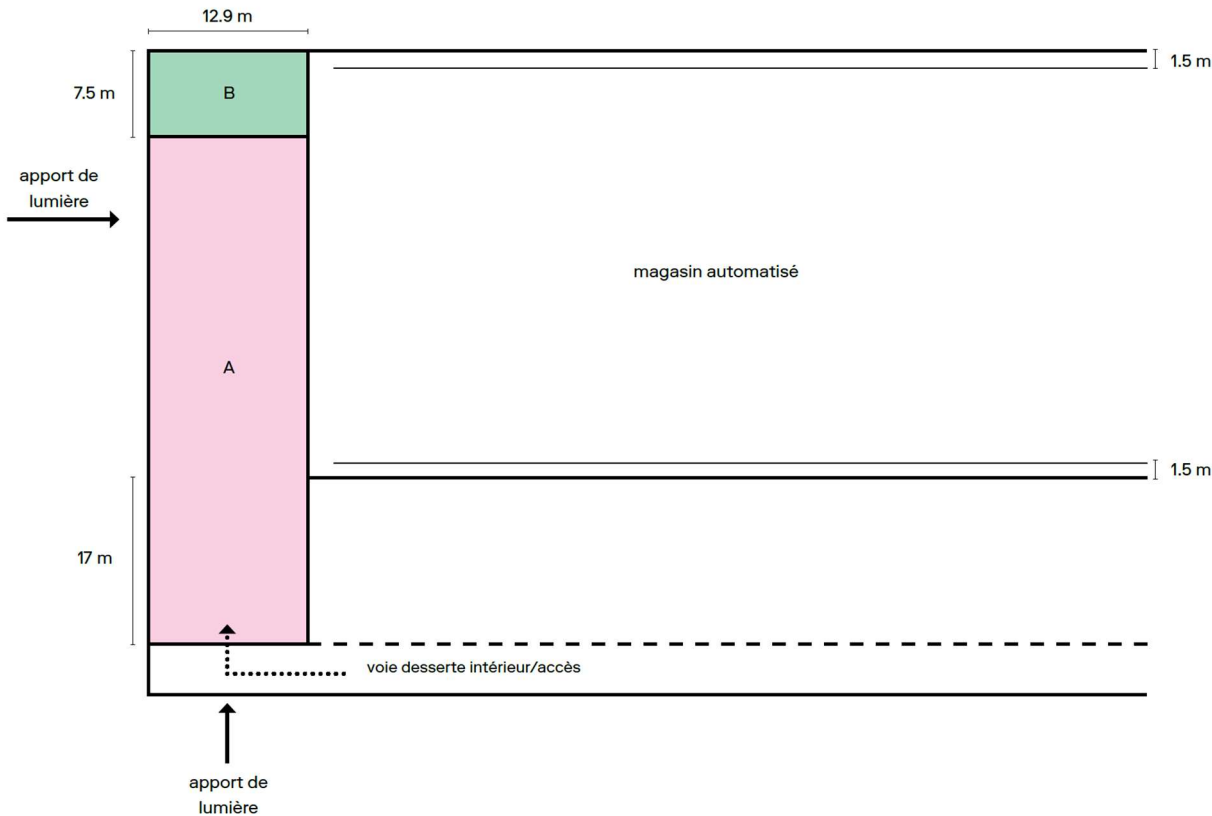 12.9 m
1.5 m
7.5 m
B
apport de
lumière
magasin automatisé
A
1.5 m
17 m
voie desserte intérieur/accès
apport de
lumière